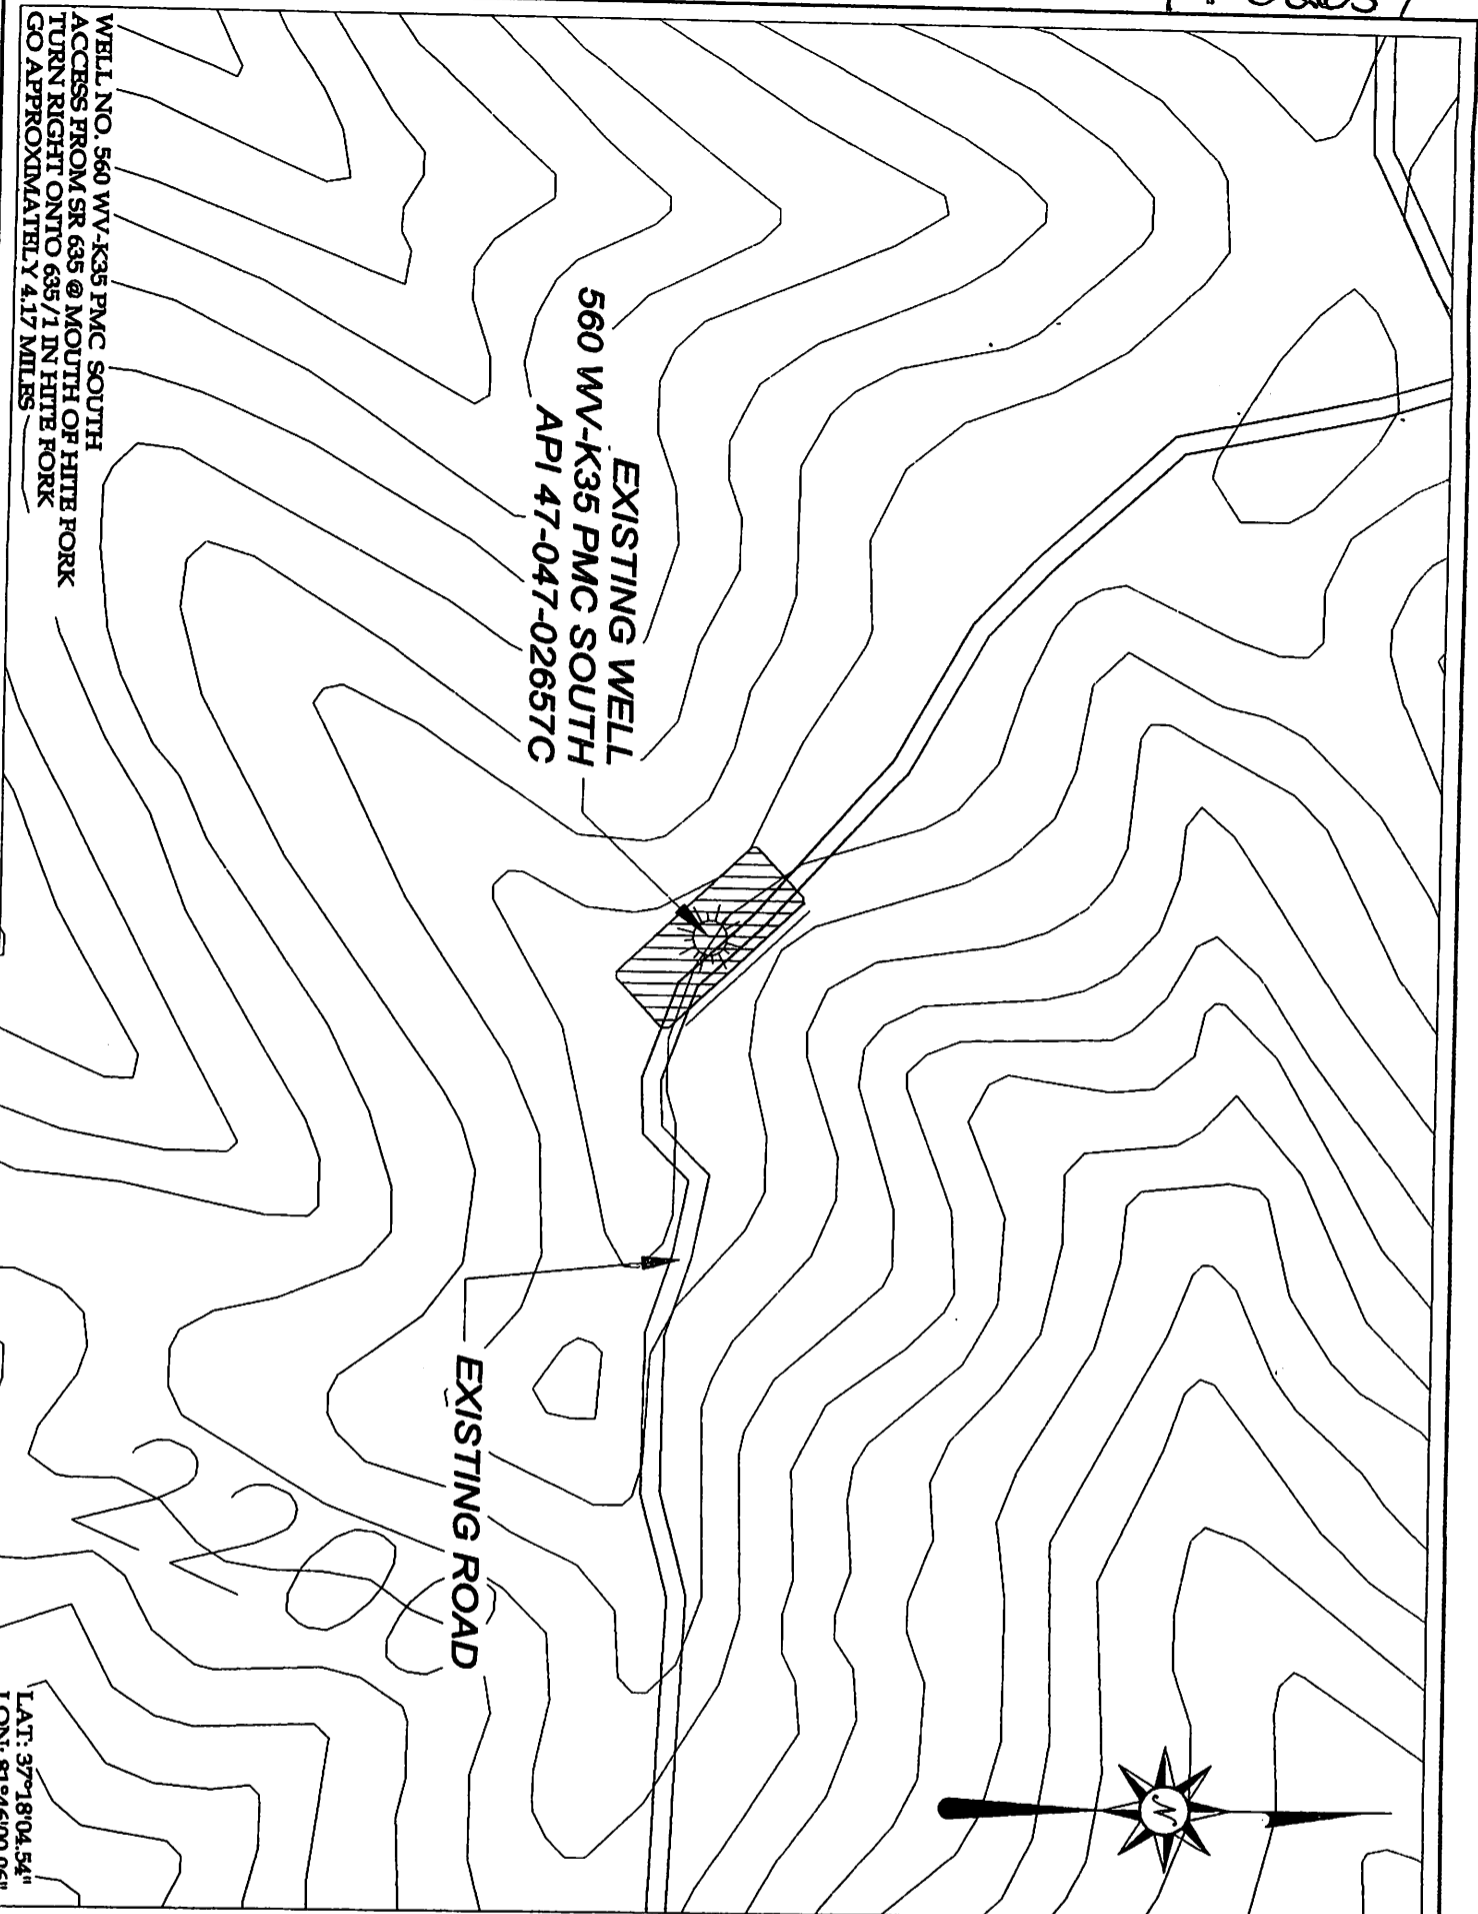 EXISTING WELL
560 WV-K35 PMC SOUTH
API 47-047-02657C
EXISTING ROAD
2200
N
WELL NO. 560 WV-K35 PMC SOUTH
ACCESS FROM SR 635 @ MOUTH OF HITE FORK
TURN RIGHT ONTO 635/1 IN HITE FORK
GO APPROXIMATELY 4.17 MILES
LAT: 37°18'04.54"